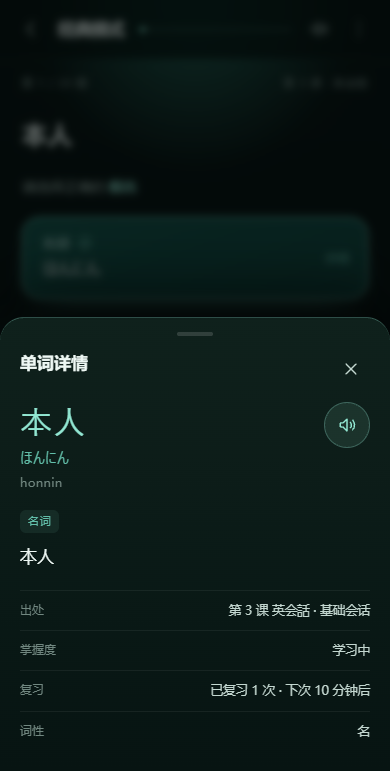 本人
单词详情
本人
ほんにん
honnin
名词
本人
出处 第 3 课 英会話 · 基础会话
掌握度 学习中
复习 已复习 1 次 · 下次 10 分钟后
词性 名